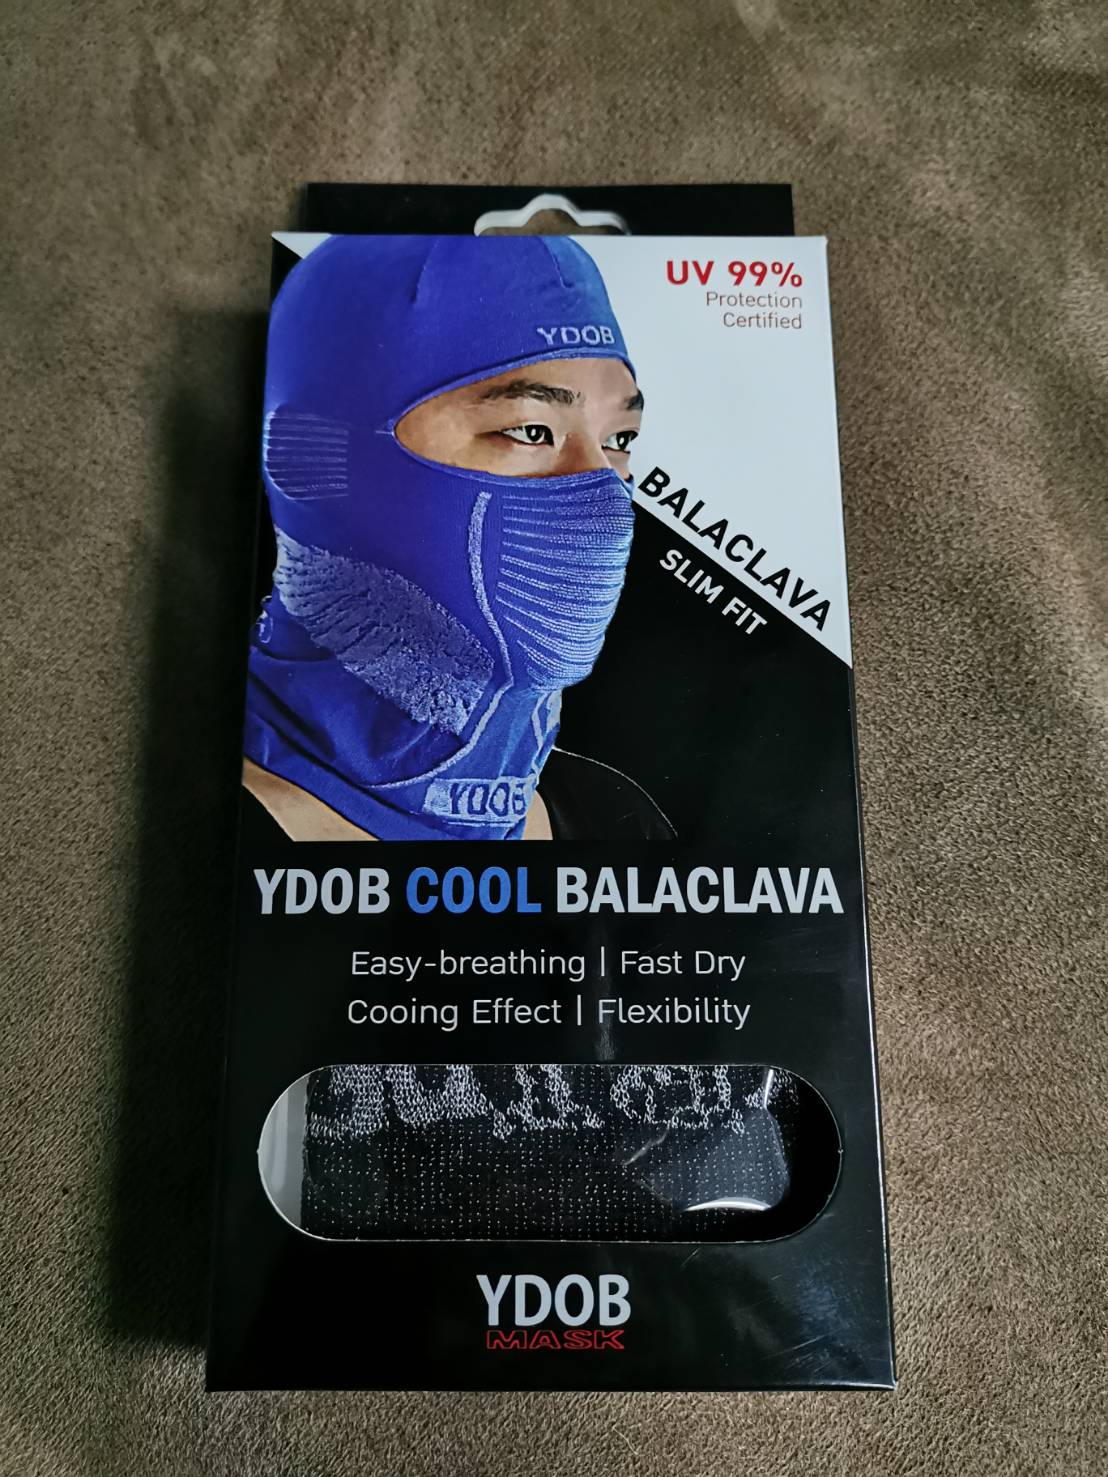 UV 99%
Protection
Certified
YDOB
BALACLAVA
SLIM FIT
YDOB
YDOB COOL BALACLAVA
Easy-breathing | Fast Dry
Cooing Effect | Flexibility
YDOB
MASK